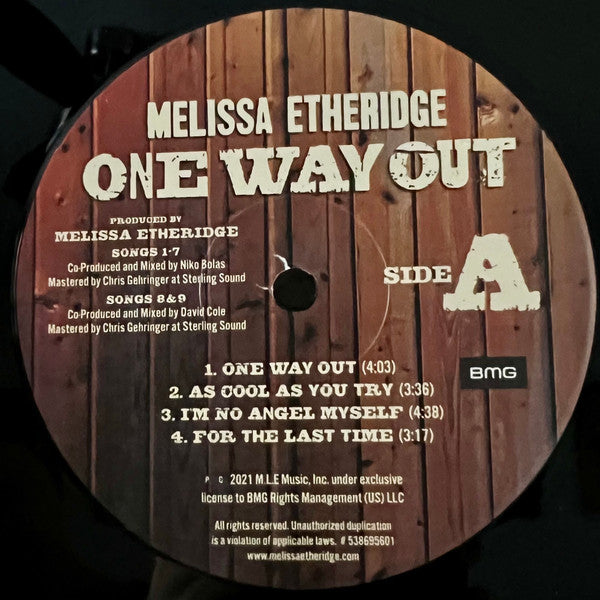 MELISSA ETHERIDGE
ONE WAY OUT
PRODUCED BY
MELISSA ETHERIDGE
SONGS 1-7
Co-Produced and Mixed by Niko Bolas
Mastered by Chris Gehringer at Sterling Sound
SONGS 8&9
Co-Produced and Mixed by David Cole
Mastered by Chris Gehringer at Sterling Sound
SIDE A
BMG
1. ONE WAY OUT (4:03)
2. AS COOL AS YOU TRY (3:36)
3. I'M NO ANGEL MYSELF (4:38)
4. FOR THE LAST TIME (3:17)
P C 2021 M.L.E Music, Inc. under exclusive
license to BMG Rights Management (US) LLC
All rights reserved. Unauthorized duplication
is a violation of applicable laws. # 538695601
www.melissaetheridge.com